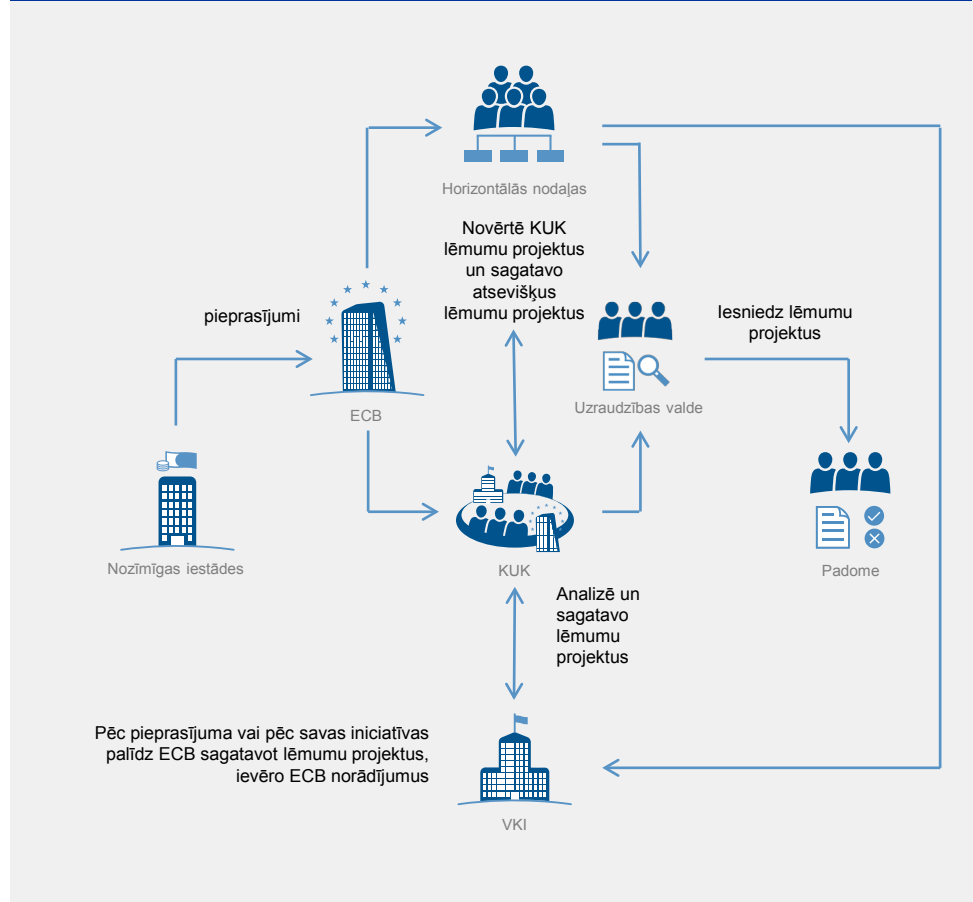 Horizontālās nodaļas
Novērtē KUK
lēmumu projektus
un sagatavo
atsevišķus
lēmumu projektus
pieprasījumi
Iesniedz lēmumu
projektus
ECB
Uzraudzības valde
Nozīmīgas iestādes
KUK
Padome
Analizē un
sagatavo
lēmumu
projektus
Pēc pieprasījuma vai pēc savas iniciatīvas
palīdz ECB sagatavot lēmumu projektus,
ievēro ECB norādījumus
VKI